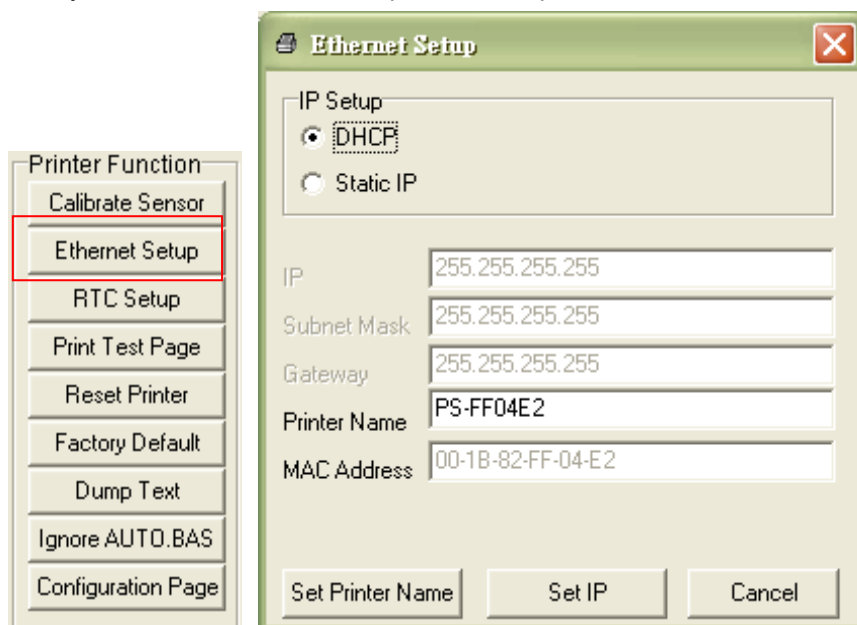 Printer Function
Calibrate Sensor
Ethernet Setup
RTC Setup
Print Test Page
Reset Printer
Factory Default
Dump Text
Ignore AUTO.BAS
Configuration Page
Ethernet Setup
IP Setup
DHCP
Static IP
IP 255.255.255.255
Subnet Mask 255.255.255.255
Gateway 255.255.255.255
Printer Name PS-FF04E2
MAC Address 00-1B-82-FF-04-E2
Set Printer Name Set IP Cancel